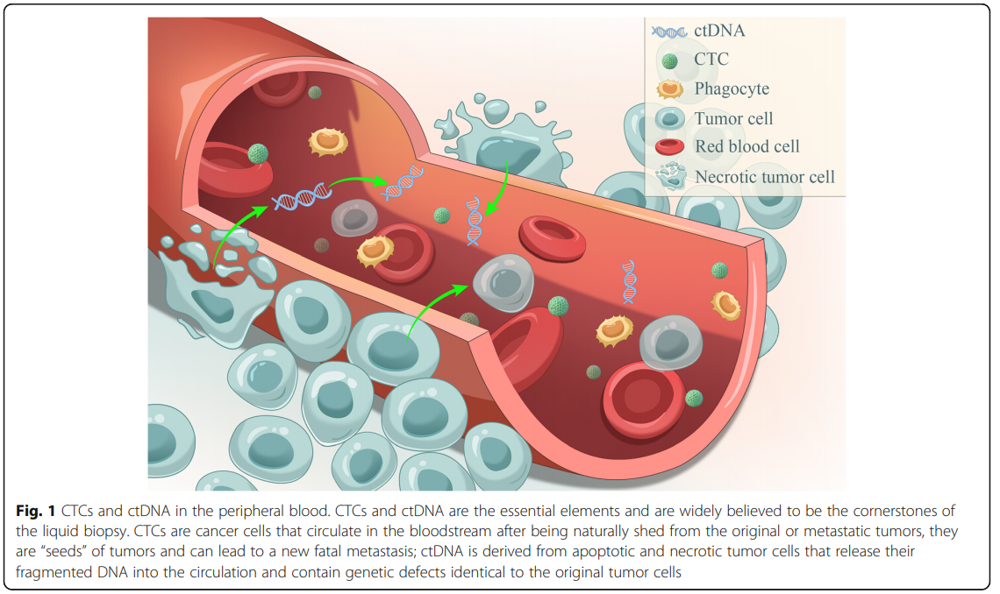 ctDNA
CTC
Phagocyte
Tumor cell
Red blood cell
Necrotic tumor cell
Fig. 1 CTCs and ctDNA in the peripheral blood. CTCs and ctDNA are the essential elements and are widely believed to be the cornerstones of
the liquid biopsy. CTCs are cancer cells that circulate in the bloodstream after being naturally shed from the original or metastatic tumors, they
are “seeds” of tumors and can lead to a new fatal metastasis; ctDNA is derived from apoptotic and necrotic tumor cells that release their
fragmented DNA into the circulation and contain genetic defects identical to the original tumor cells